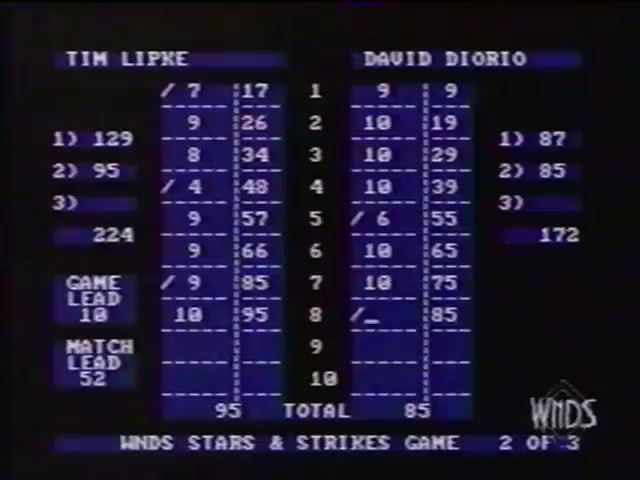 TIM LIPKE DAVID DIORIO
/ 7 17 1 9 9
9 26 2 10 19
1) 129 8 34 3 10 29 1) 87
2) 95 / 4 48 4 10 39 2) 85
3) 9 57 5 / 6 55 3)
224 9 66 6 10 65 172
GAME / 9 85 7 10 75
LEAD
10 10 95 8 /_ 85
MATCH 9
LEAD
52 10
95 TOTAL 85
WNDS
WNDS STARS & STRIKES GAME 2 OF 3